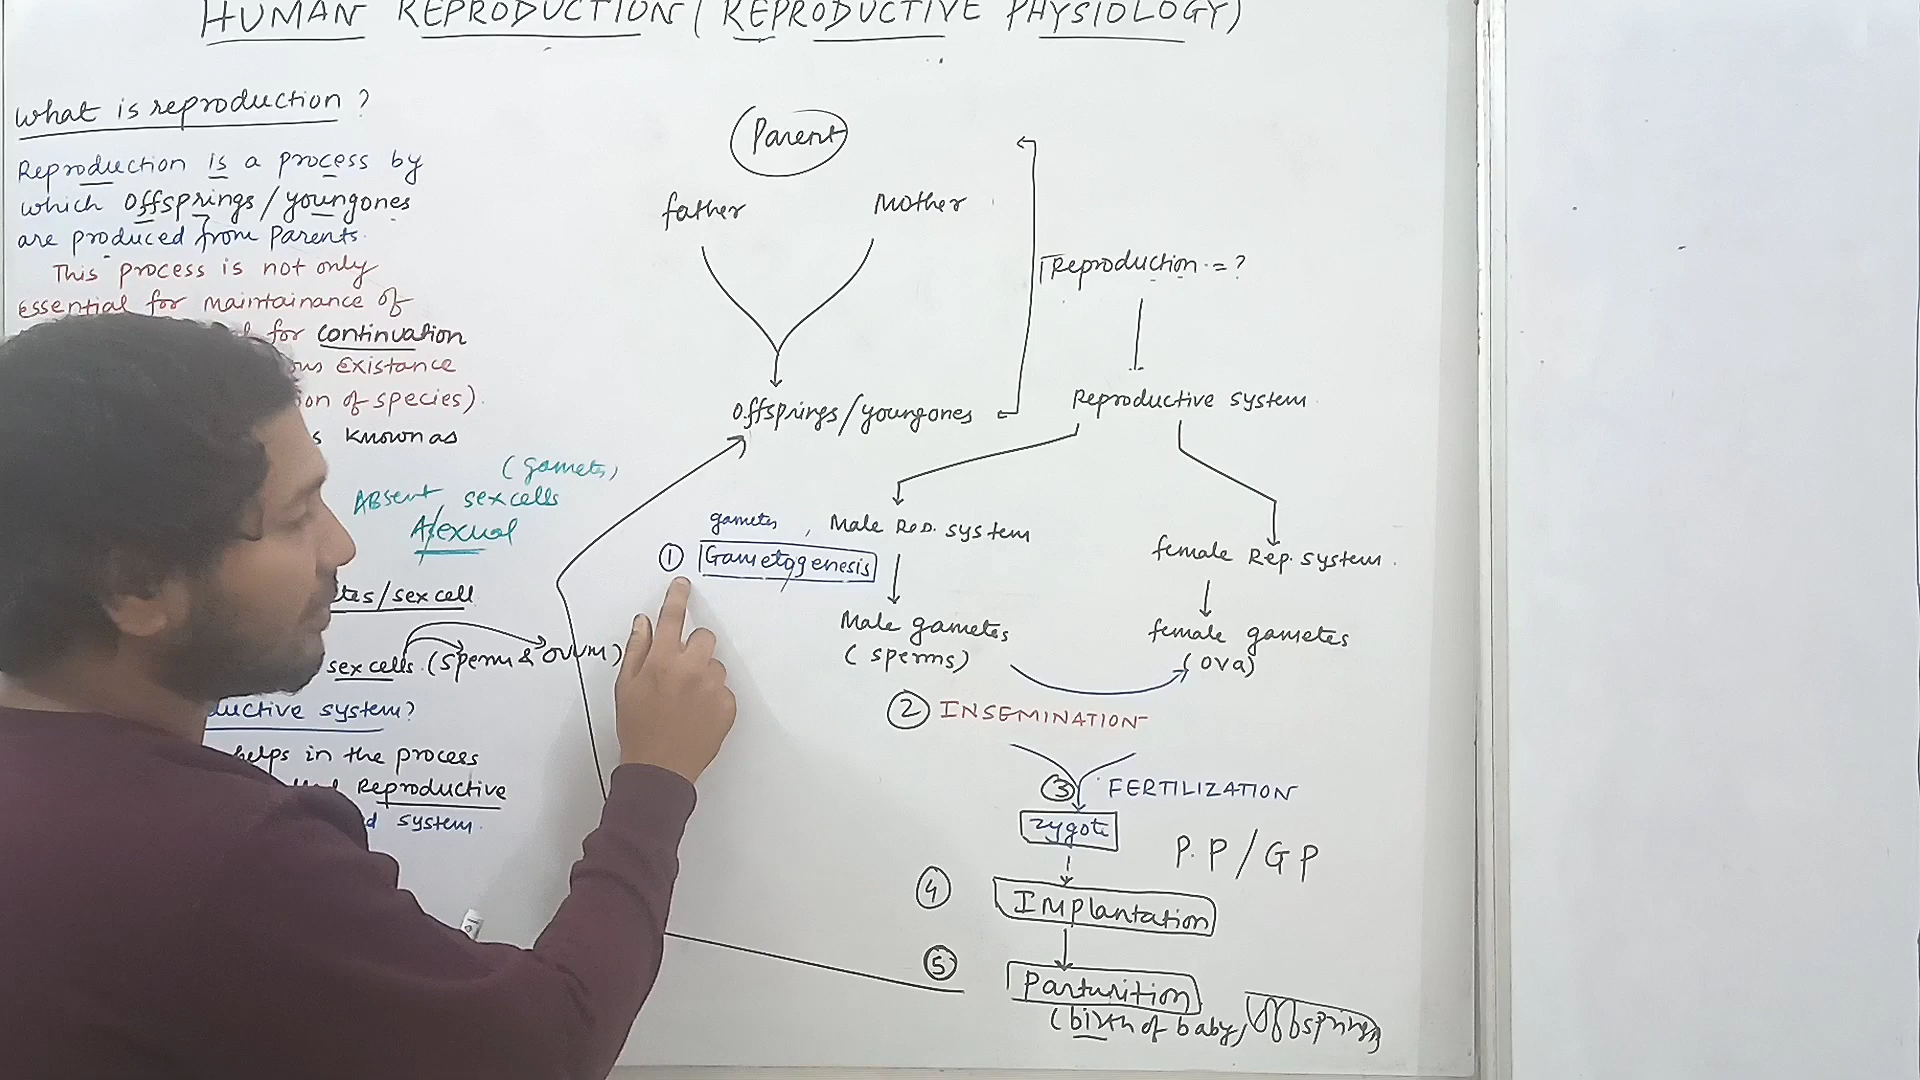 HUMAN REPRODUCTION ( REPRODUCTIVE PHYSIOLOGY)
What is reproduction ?
Reproduction is a process by
which offsprings/youngones
are produced from parents.
This process is not only
essential for maintainance of
for continuation
Existance
of species).
known as
(gamets)
ABsent sex cells
Asexual
/sex cell
sex cells. (sperm & ovum)
system?
helps in the process
Reproductive
system.
Parent
father
Mother
offsprings/youngones
Reproduction = ?
Reproductive system
gametes , Male Rep. system
① Gametogenesis
female Rep. system.
Male gametes
(sperms)
female gametes
(ova)
② INSEMINATION
③ FERTILIZATION
zygote
P.P/GP
④ Implantation
⑤ Parturition
(birth of baby, offsprings